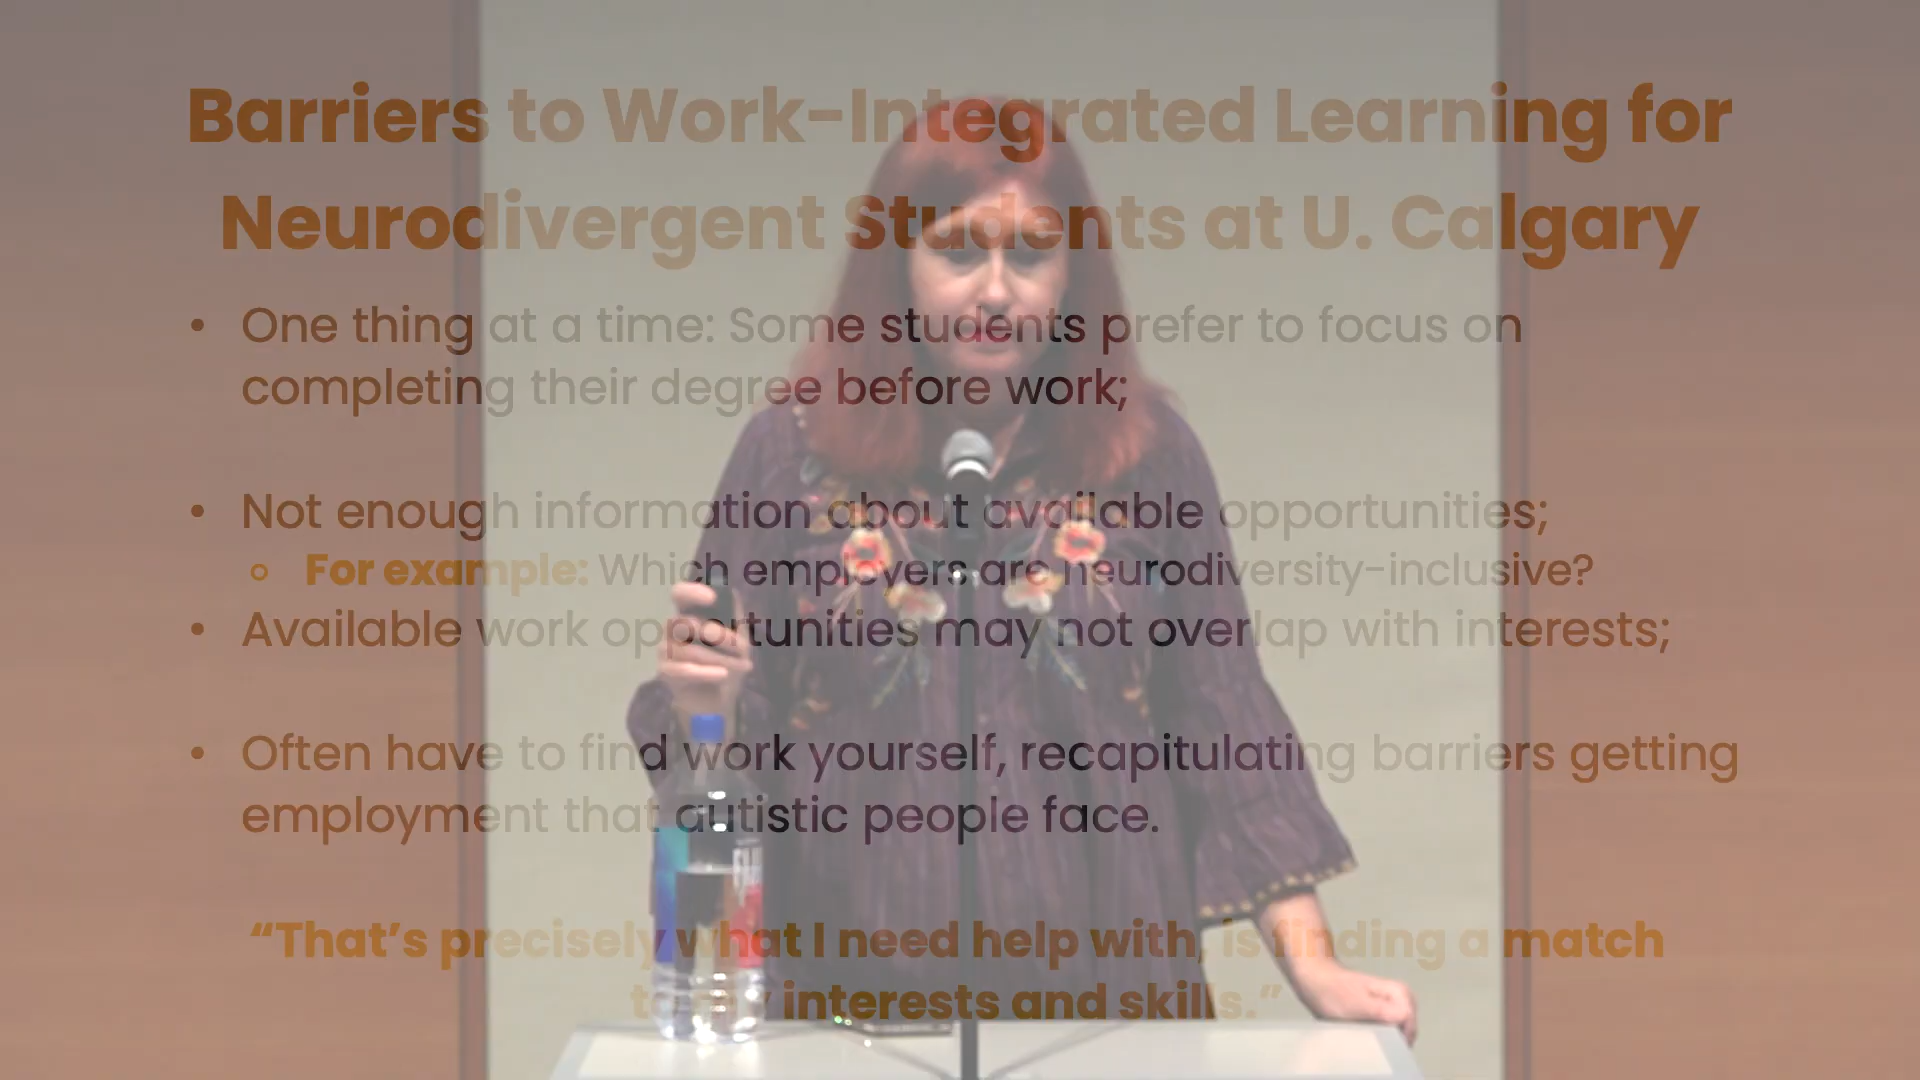 Barriers to Work-Integrated Learning for
Neurodivergent Students at U. Calgary
• One thing at a time: Some students prefer to focus on
completing their degree before work;
• Not enough information about available opportunities;
○ For example: Which employers are neurodiversity-inclusive?
• Available work opportunities may not overlap with interests;
• Often have to find work yourself, recapitulating barriers getting
employment that autistic people face.
“That’s precisely what I need help with, is finding a match
to my interests and skills.”